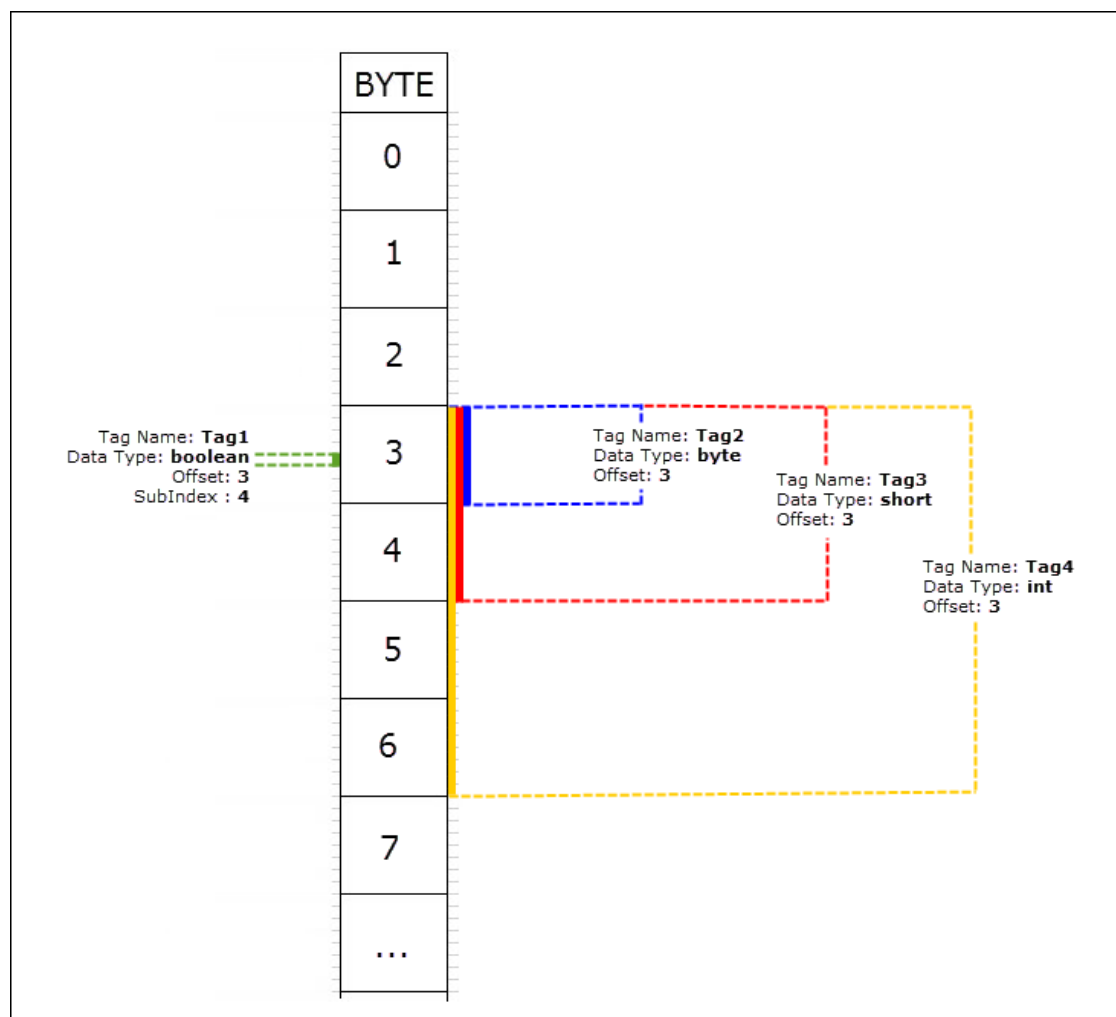 BYTE
0
1
2
3
Tag Name: Tag1
Data Type: boolean
Offset: 3
SubIndex : 4
Tag Name: Tag2
Data Type: byte
Offset: 3
Tag Name: Tag3
Data Type: short
Offset: 3
4
Tag Name: Tag4
Data Type: int
Offset: 3
5
6
7
...